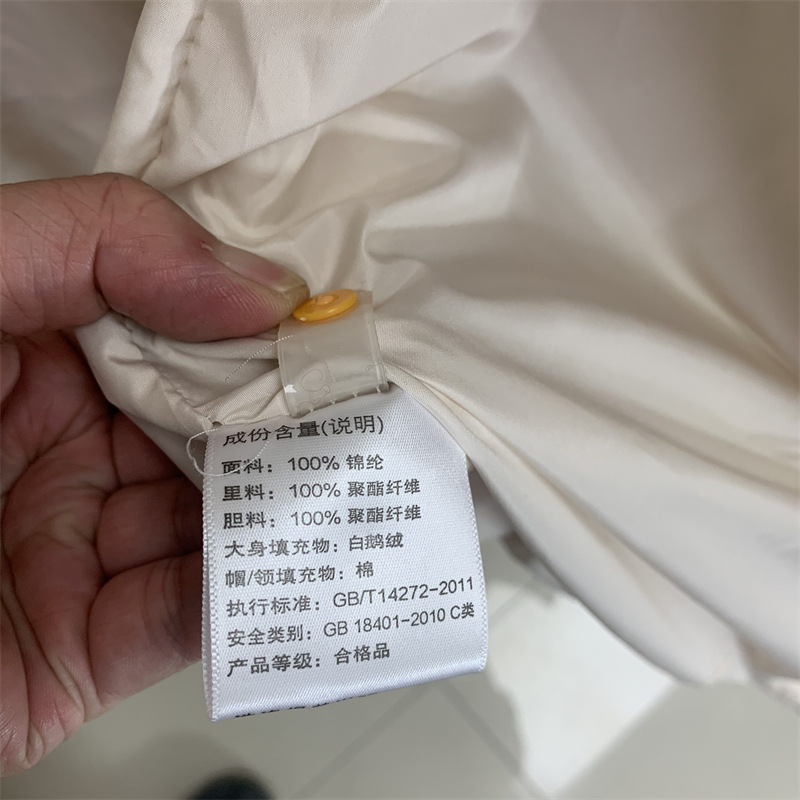 成份含量(说明)
面料：100% 锦纶
里料：100% 聚酯纤维
胆料：100% 聚酯纤维
大身填充物：白鹅绒
帽/领填充物：棉
执行标准：GB/T14272-2011
安全类别：GB 18401-2010 C类
产品等级：合格品